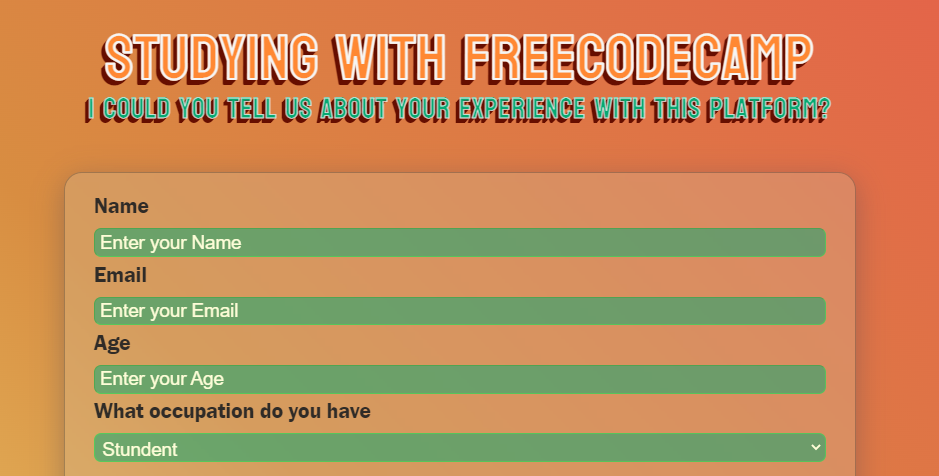 STUDYING WITH FREECODECAMP
I COULD YOU TELL US ABOUT YOUR EXPERIENCE WITH THIS PLATFORM?
Name
Enter your Name
Email
Enter your Email
Age
Enter your Age
What occupation do you have
Stundent